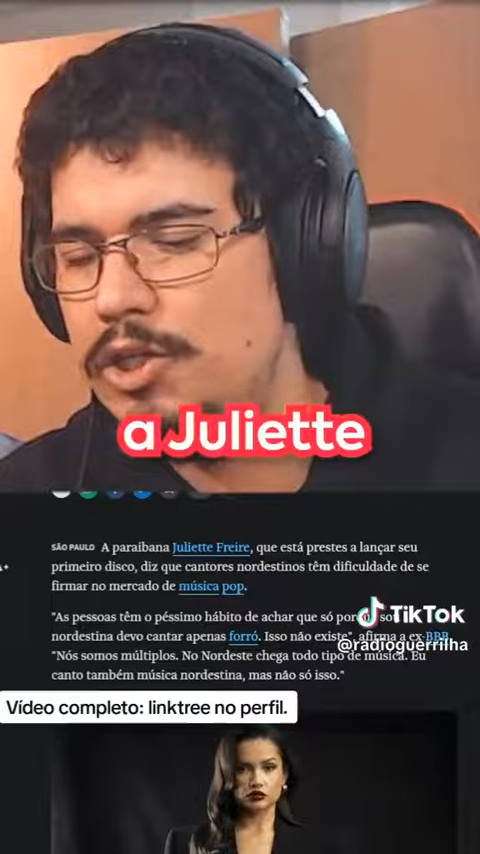 a Juliette
SÃO PAULO A paraibana Juliette Freire, que está prestes a lançar seu
primeiro disco, diz que cantores nordestinos têm dificuldade de se
firmar no mercado de música pop.
"As pessoas têm o péssimo hábito de achar que só
nordestina devo cantar apenas forró. Isso não existe", afirma a ex-BBB.
"Nós somos múltiplos. No Nordeste chega todo tipo de música. Eu
canto também música nordestina, mas não só isso."
TikTok
@radioguerrilha
Vídeo completo: linktree no perfil.